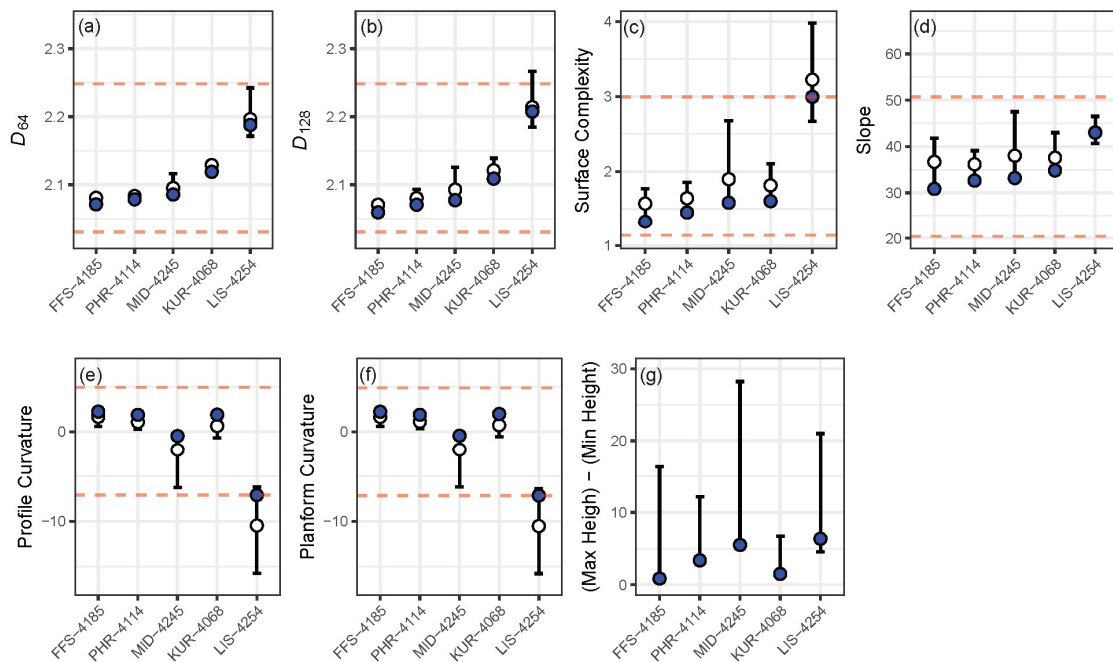 (a)
D64
2.3
2.2
2.1
FFS-4185
PHR-4114
MID-4245
KUR-4068
LIS-4254
(b)
D128
2.3
2.2
2.1
FFS-4185
PHR-4114
MID-4245
KUR-4068
LIS-4254
(c)
Surface Complexity
4
3
2
1
FFS-4185
PHR-4114
MID-4245
KUR-4068
LIS-4254
(d)
Slope
60
50
40
30
20
FFS-4185
PHR-4114
MID-4245
KUR-4068
LIS-4254
(e)
Profile Curvature
0
−10
FFS-4185
PHR-4114
MID-4245
KUR-4068
LIS-4254
(f)
Planform Curvature
0
−10
FFS-4185
PHR-4114
MID-4245
KUR-4068
LIS-4254
(g)
(Max Heigh) − (Min Height)
30
20
10
0
FFS-4185
PHR-4114
MID-4245
KUR-4068
LIS-4254